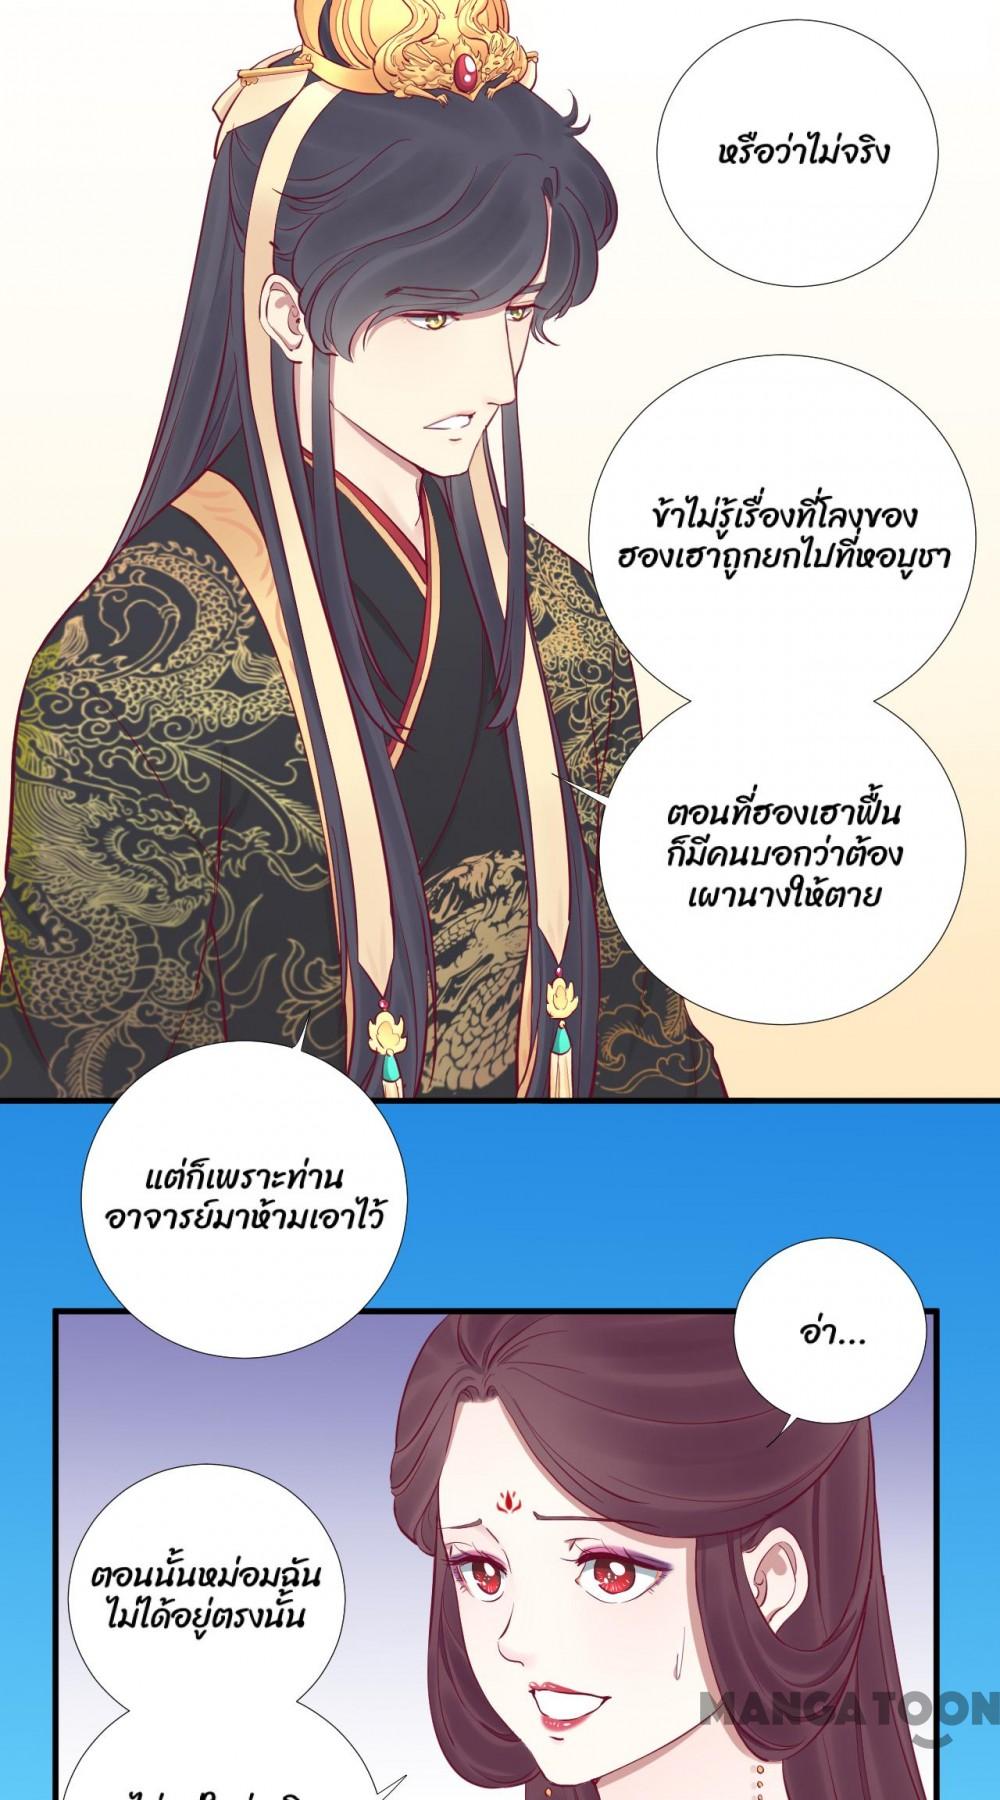 หรือว่าไม่จริง
ข้าไม่รู้เรื่องที่โลงของ
ฮองเฮาถูกยกไปที่หอบูชา
ตอนที่ฮองเฮาฟื้น
ก็มีคนบอกว่าต้อง
เผานางให้ตาย
แต่ก็เพราะท่าน
อาจารย์มาห้ามเอาไว้
อ่า...
ตอนนั้นหม่อมฉัน
ไม่ได้อยู่ตรงนั้น
MANGATOON